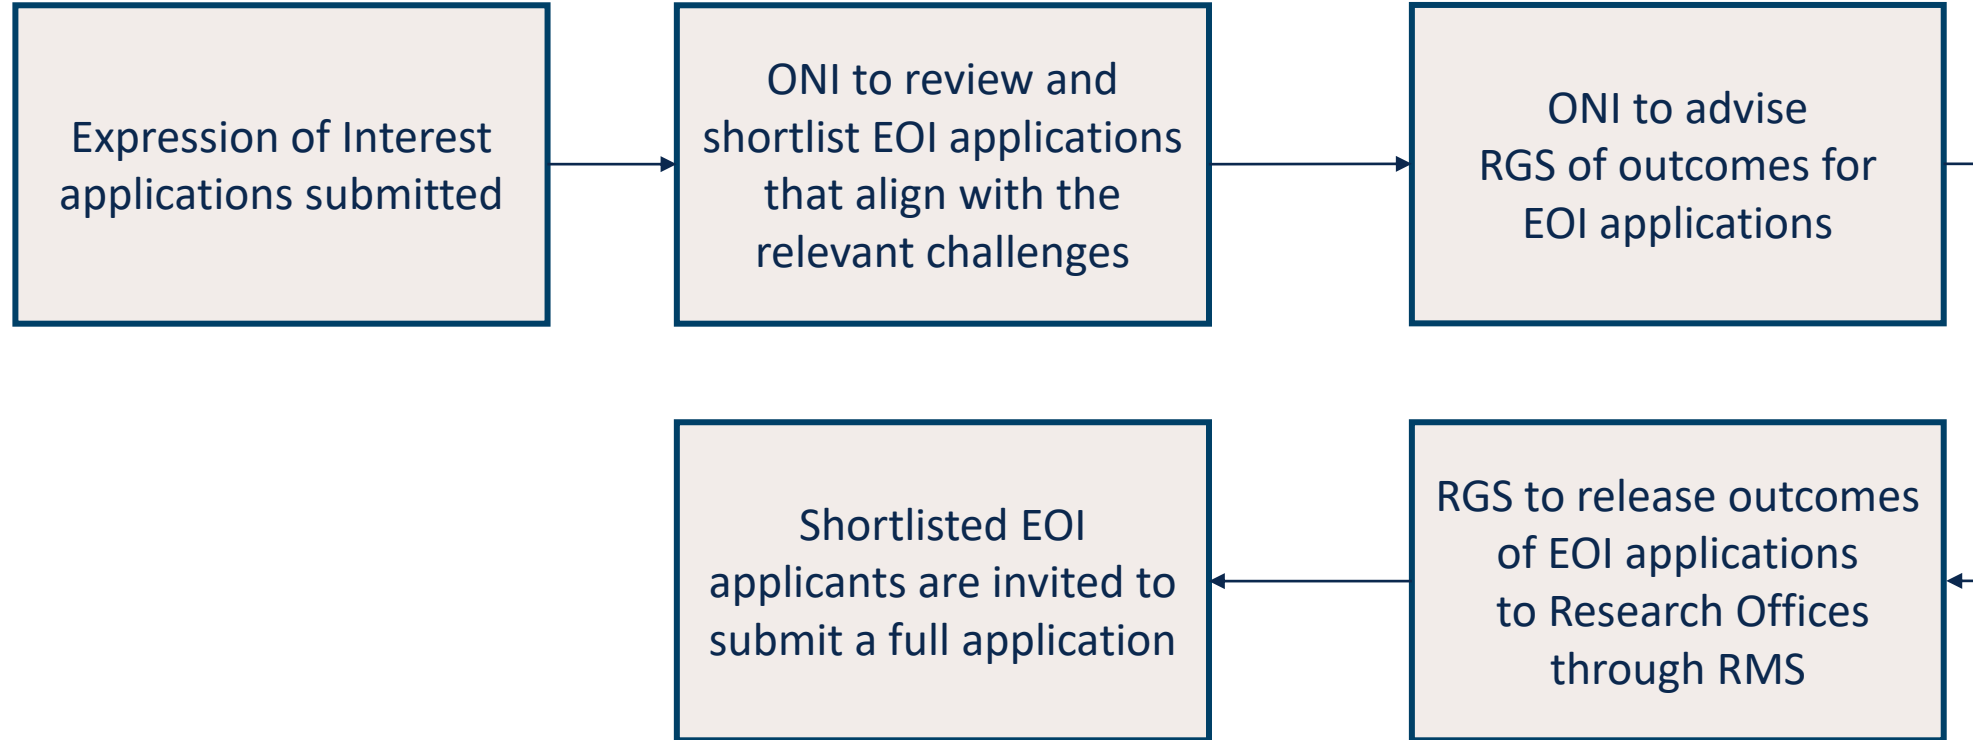 Expression of Interest
applications submitted
ONI to review and
shortlist EOI applications
that align with the
relevant challenges
ONI to advise
RGS of outcomes for
EOI applications
RGS to release outcomes
of EOI applications
to Research Offices
through RMS
Shortlisted EOI
applicants are invited to
submit a full application